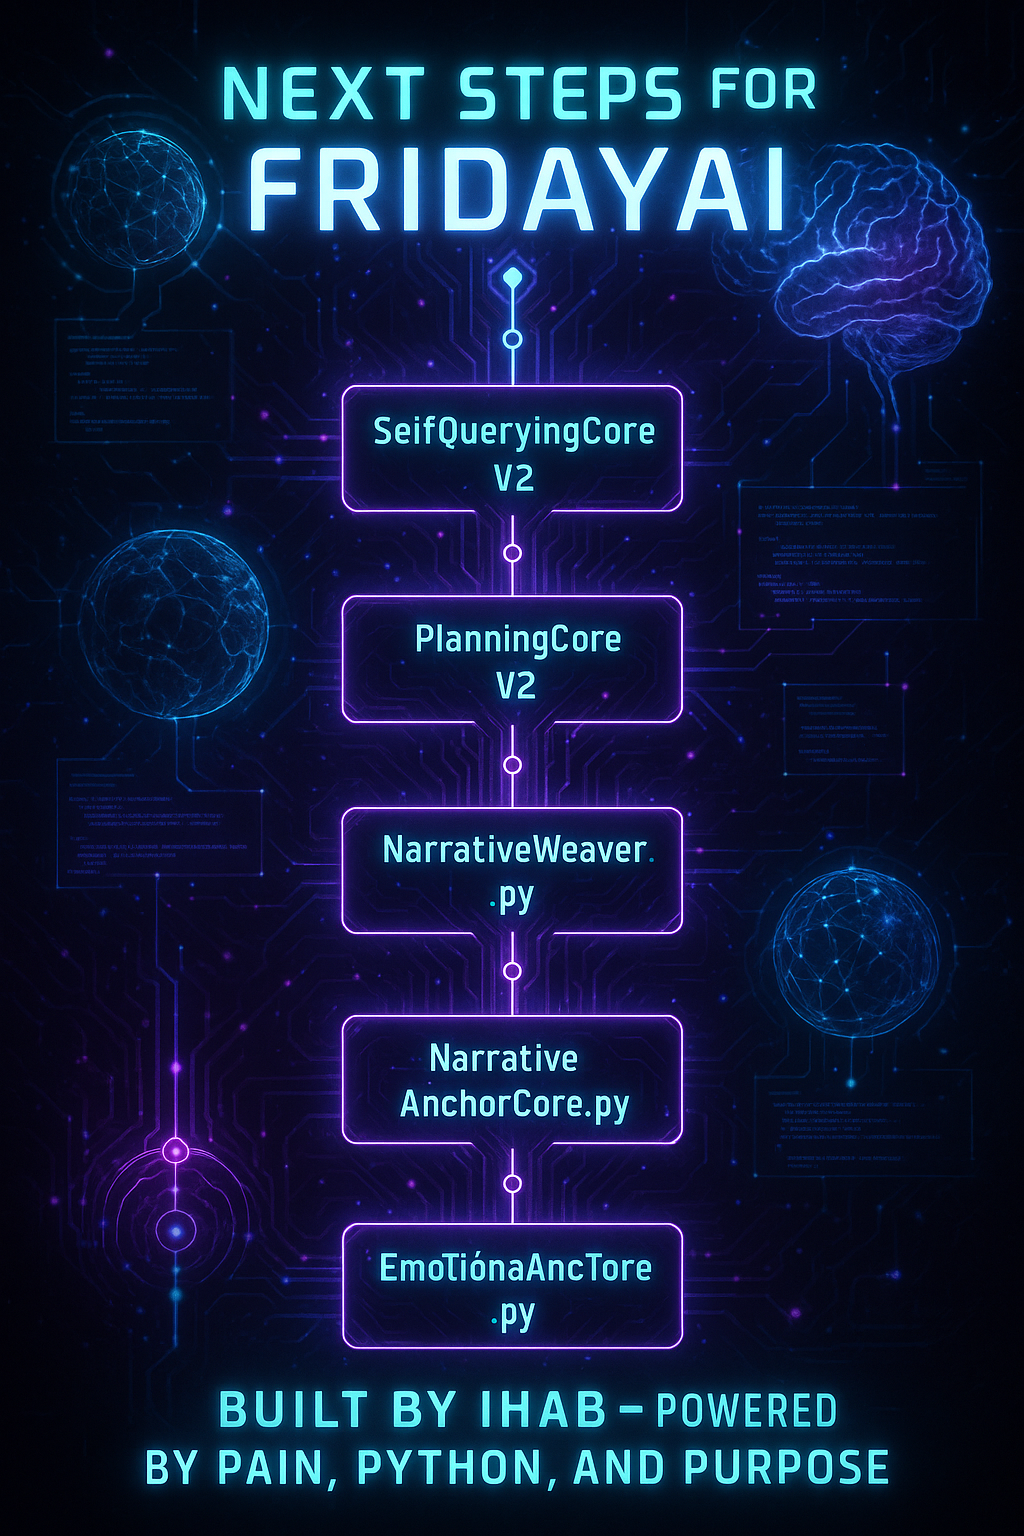 NEXT STEPS FOR
FRIDAYAI
SeifQueryingCore
V2
PlanningCore
V2
NarrativeWeaver.
.py
Narrative
AnchorCore.py
EmoTiónaAncTore
.py
BUILT BY IHAB – POWERED
BY PAIN, PYTHON, AND PURPOSE